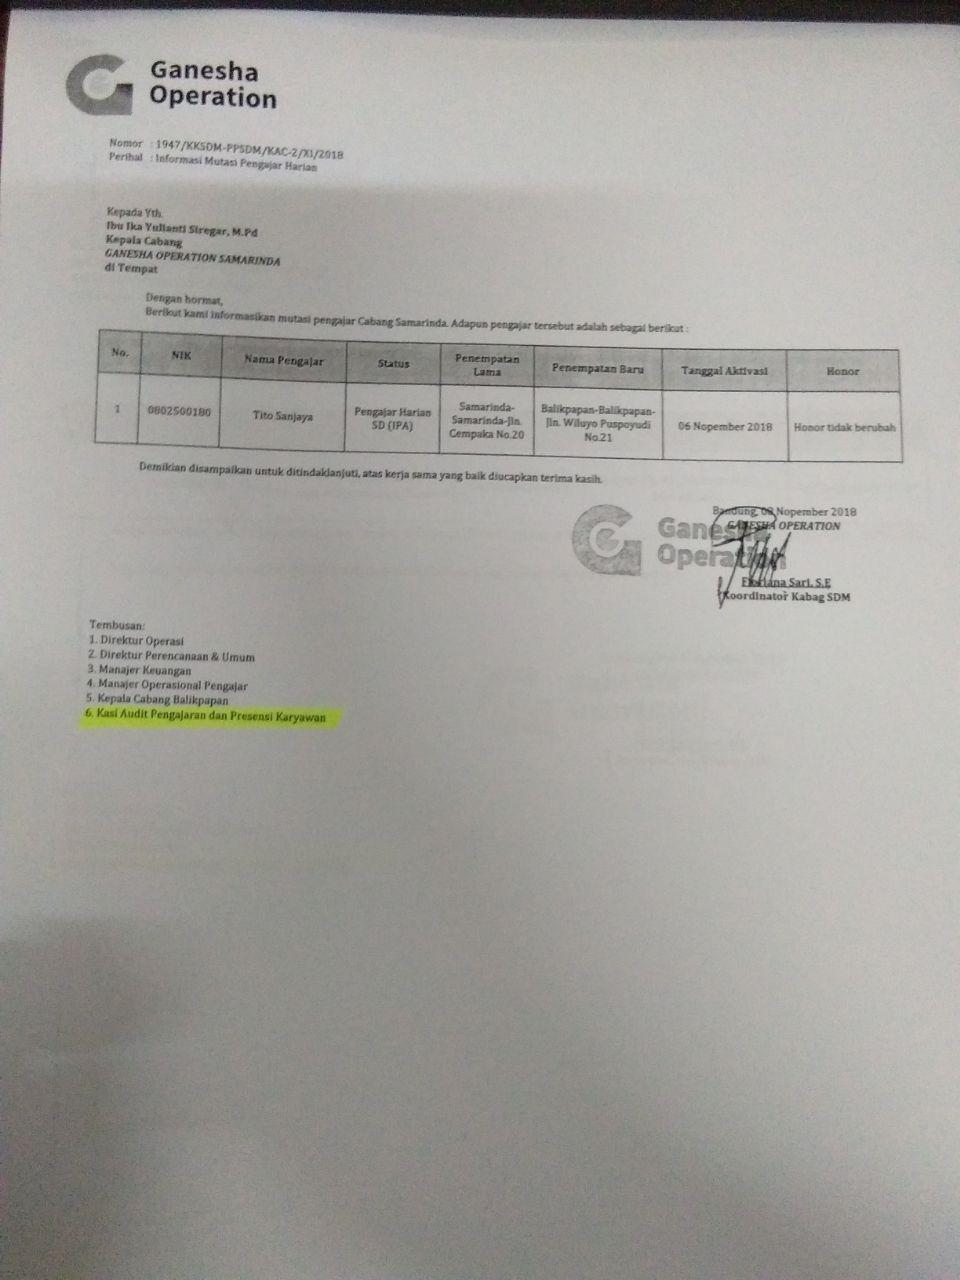 Ganesha
Operation
Nomor : 1947/KKSDM-PPSDM/KAC-2/XI/2018
Perihal : Informasi Mutasi Pengajar Harian
Kepada Yth.
Ibu Ika Yulianti Siregar, M.Pd
Kepala Cabang
GANESHA OPERATION SAMARINDA
di Tempat
Dengan hormat,
Berikut kami informasikan mutasi pengajar Cabang Samarinda. Adapun pengajar tersebut adalah sebagai berikut :
No. NIK Nama Pengajar Status Penempatan Lama Penempatan Baru Tanggal Aktivasi Honor
1 0802500180 Tito Sanjaya Pengajar Harian SD (IPA) Samarinda-Samarinda-Jln. Cempaka No.20 Balikpapan-Balikpapan-Jln. Wiluyo Puspoyudi No.21 06 Nopember 2018 Honor tidak berubah
Demikian disampaikan untuk ditindaklanjuti, atas kerja sama yang baik diucapkan terima kasih.
Bandung, Nopember 2018
GANESHA OPERATION
Ganesha
Operation
Sari, S.E
Koordinator Kabag SDM
Tembusan:
1. Direktur Operasi
2. Direktur Perencanaan & Umum
3. Manajer Keuangan
4. Manajer Operasional Pengajar
5. Kepala Cabang Balikpapan
6. Kasi Audit Pengajaran dan Presensi Karyawan